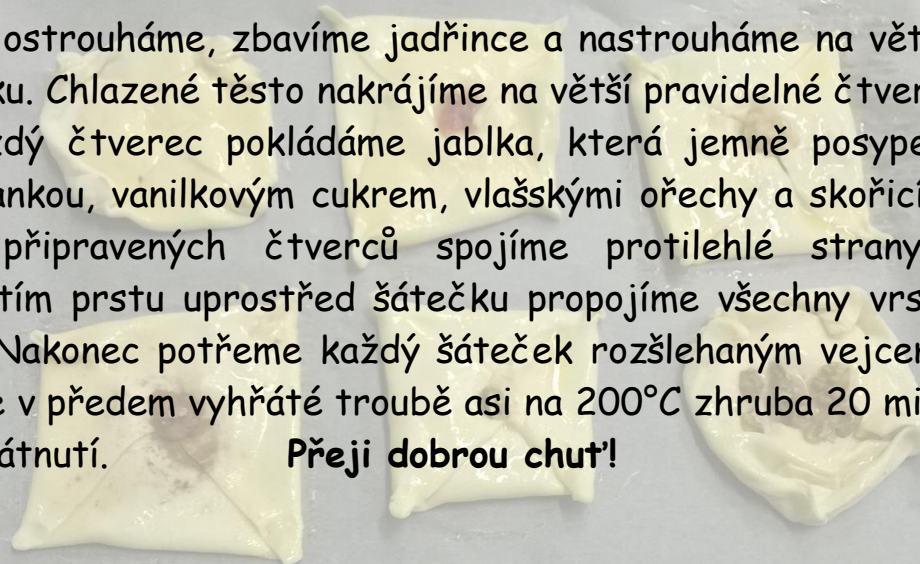 ostrouháme, zbavíme jadřince a nastrouháme na vět
ku. Chlazené těsto nakrájíme na větší pravidelné čtver
dý čtverec pokládáme jablka, která jemně posype
ankou, vanilkovým cukrem, vlašskými ořechy a skořicí
připravených čtverců spojíme protilehlé strany
tím prstu uprostřed šátečku propojíme všechny vrs
Nakonec potřeme každý šáteček rozšlehaným vejcem
e v předem vyhřáté troubě asi na 200°C zhruba 20 mi
átnutí. Přeji dobrou chuť!